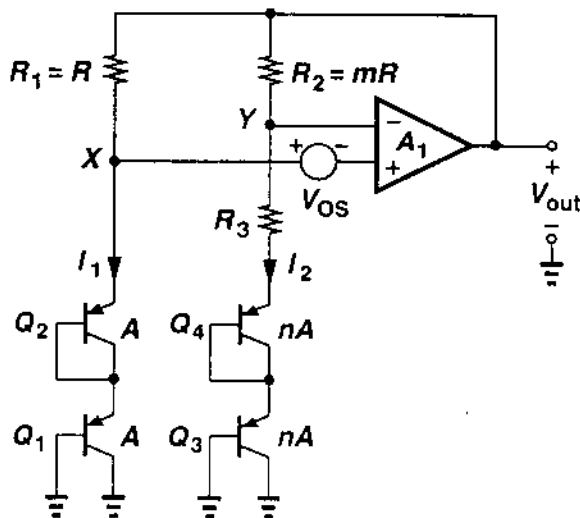 R1 = R
R2 = mR
Y
X
+ −
VOS
−
+
A1
+
Vout
−
R3
I1
I2
Q2
A
Q4
nA
Q1
A
Q3
nA